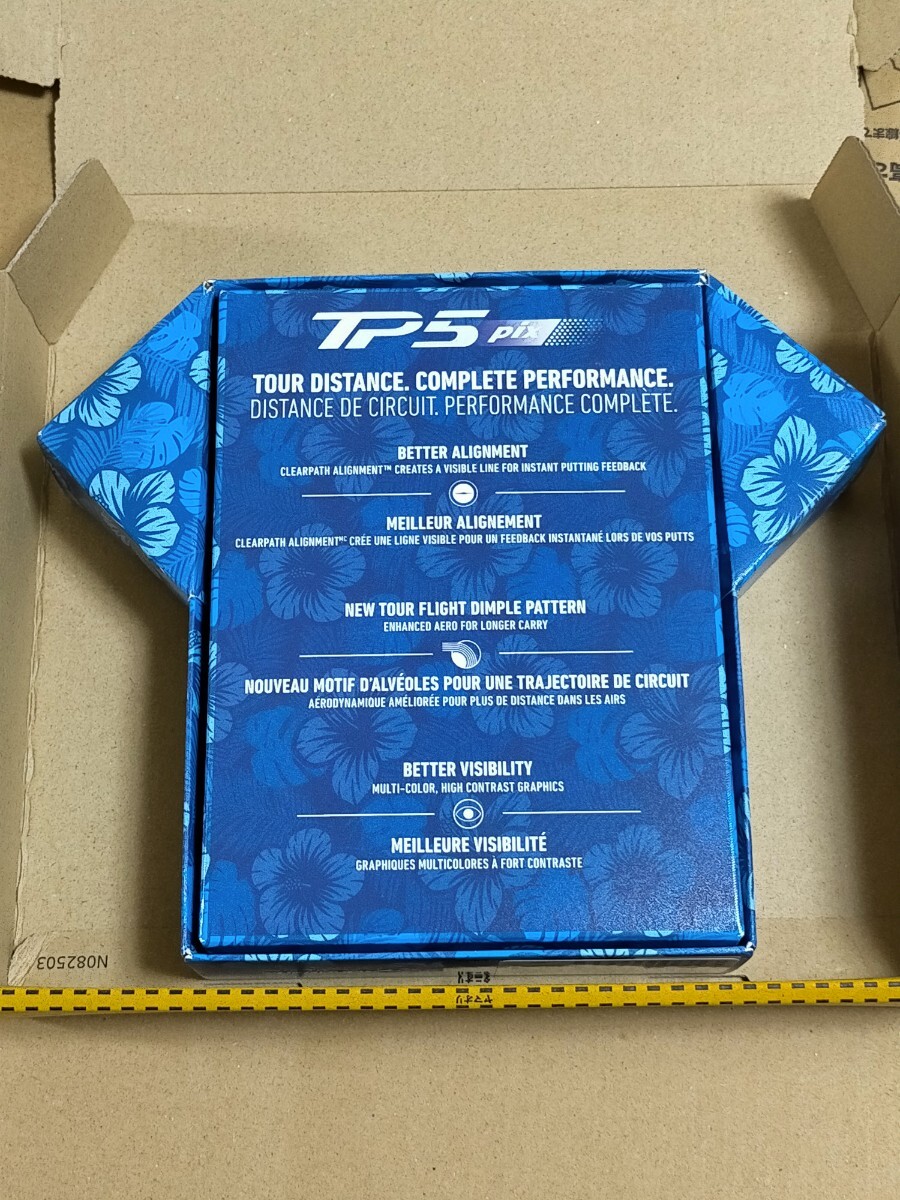 TP5 pix
TOUR DISTANCE. COMPLETE PERFORMANCE.
DISTANCE DE CIRCUIT. PERFORMANCE COMPLÈTE.
BETTER ALIGNMENT
CLEARPATH ALIGNMENT™ CREATES A VISIBLE LINE FOR INSTANT PUTTING FEEDBACK
MEILLEUR ALIGNEMENT
CLEARPATH ALIGNMENTᴹᶜ CRÉE UNE LIGNE VISIBLE POUR UN FEEDBACK INSTANTANÉ LORS DE VOS PUTTS
NEW TOUR FLIGHT DIMPLE PATTERN
ENHANCED AERO FOR LONGER CARRY
NOUVEAU MOTIF D'ALVÉOLES POUR UNE TRAJECTOIRE DE CIRCUIT
AÉRODYNAMIQUE AMÉLIORÉE POUR PLUS DE DISTANCE DANS LES AIRS
BETTER VISIBILITY
MULTI-COLOR, HIGH CONTRAST GRAPHICS
MEILLEURE VISIBILITÉ
GRAPHIQUES MULTICOLORES À FORT CONTRASTE
N082503
ヤマオリ